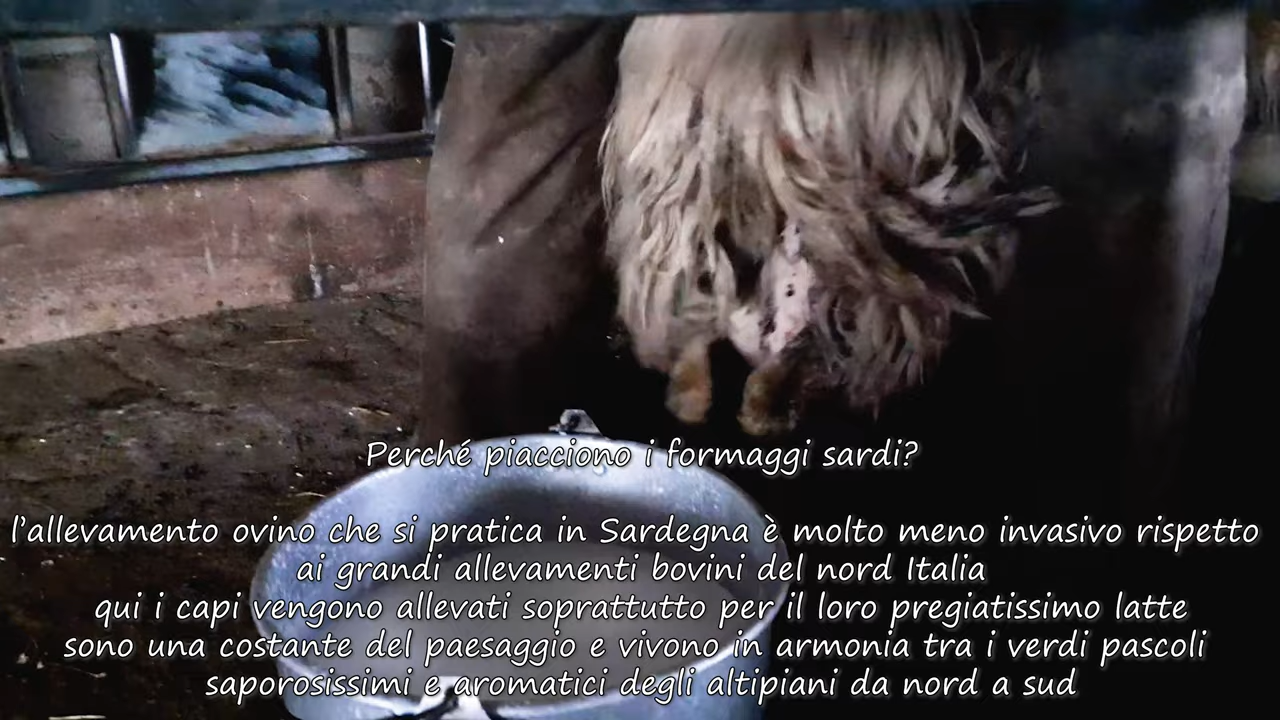 Perché piacciono i formaggi sardi?
l'allevamento ovino che si pratica in Sardegna è molto meno invasivo rispetto
ai grandi allevamenti bovini del nord Italia
qui i capi vengono allevati soprattutto per il loro pregiatissimo latte
sono una costante del paesaggio e vivono in armonia tra i verdi pascoli
saporosissimi e aromatici degli altipiani da nord a sud